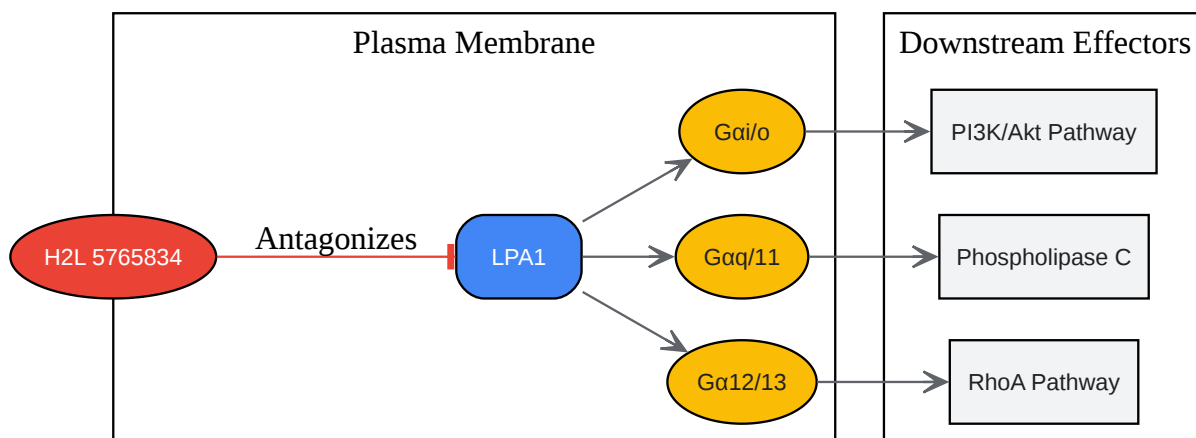 Plasma Membrane
Downstream Effectors
Gαi/o
PI3K/Akt Pathway
H2L 5765834
Antagonizes
LPA1
Gαq/11
Phospholipase C
Gα12/13
RhoA Pathway